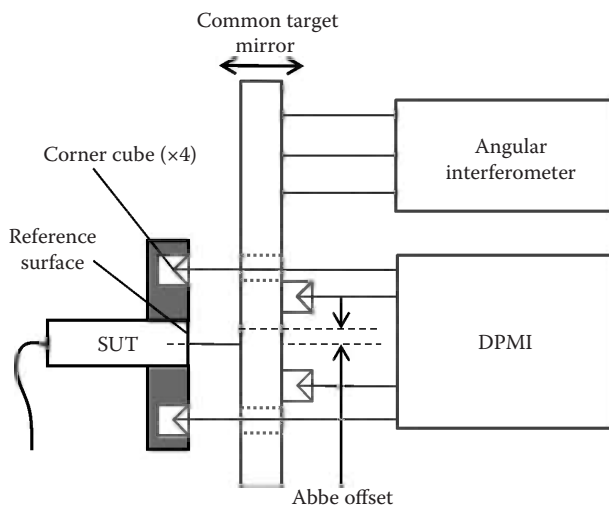 Common target
mirror
Corner cube (×4)
Angular
interferometer
Reference
surface
SUT
DPMI
Abbe offset